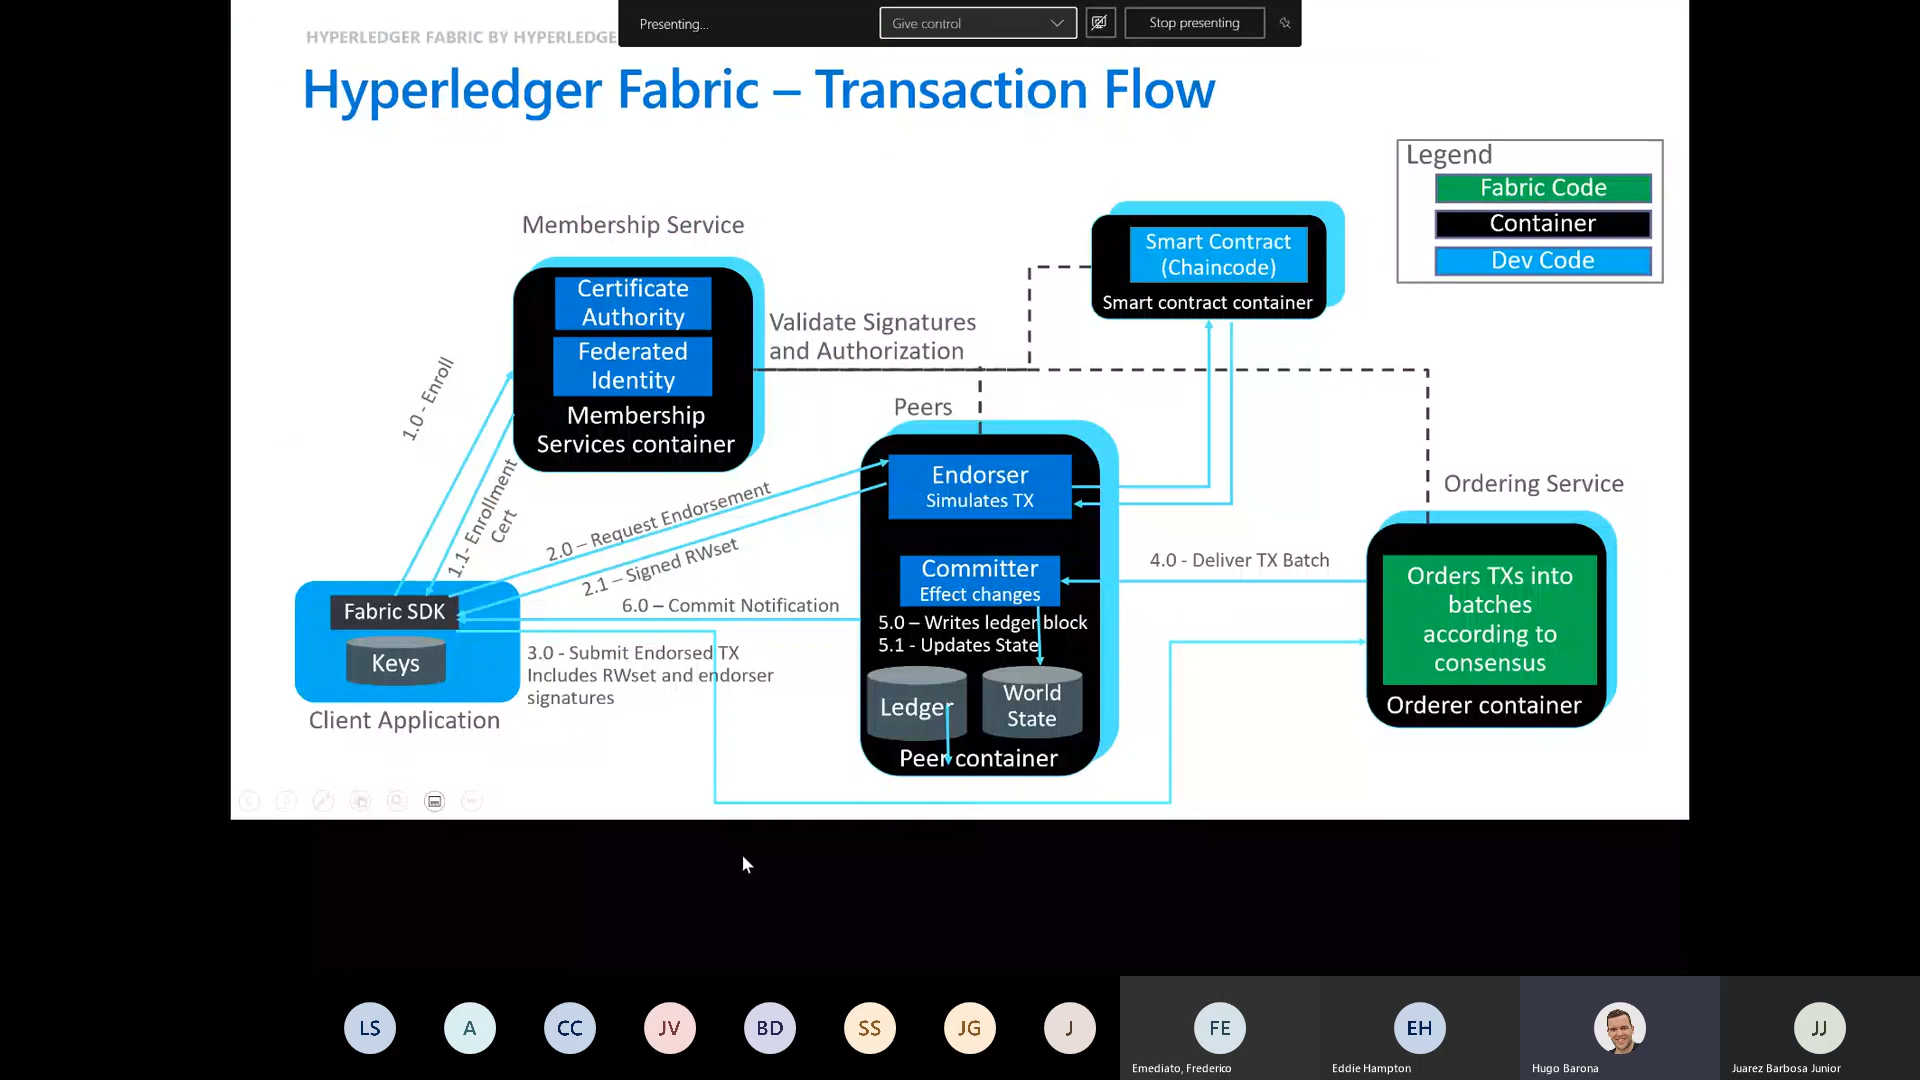 Presenting...
Give control
Stop presenting
HYPERLEDGER FABRIC BY HYPERLEDGE
Hyperledger Fabric – Transaction Flow
Legend
Fabric Code
Container
Dev Code
Membership Service
Certificate
Authority
Federated
Identity
Membership
Services container
Validate Signatures
and Authorization
Smart Contract
(Chaincode)
Smart contract container
1.0 - Enroll
1.1- Enrollment
Cert
2.0 – Request Endorsement
2.1 – Signed RWset
6.0 – Commit Notification
3.0 - Submit Endorsed TX
Includes RWset and endorser
signatures
Fabric SDK
Keys
Client Application
Peers
Endorser
Simulates TX
Committer
Effect changes
5.0 – Writes ledger block
5.1 - Updates State
Ledger
World
State
Peer container
4.0 - Deliver TX Batch
Ordering Service
Orders TXs into
batches
according to
consensus
Orderer container
LS
A
CC
JV
BD
SS
JG
J
FE
EH
JJ
Emediato, Frederico
Eddie Hampton
Hugo Barona
Juarez Barbosa Junior